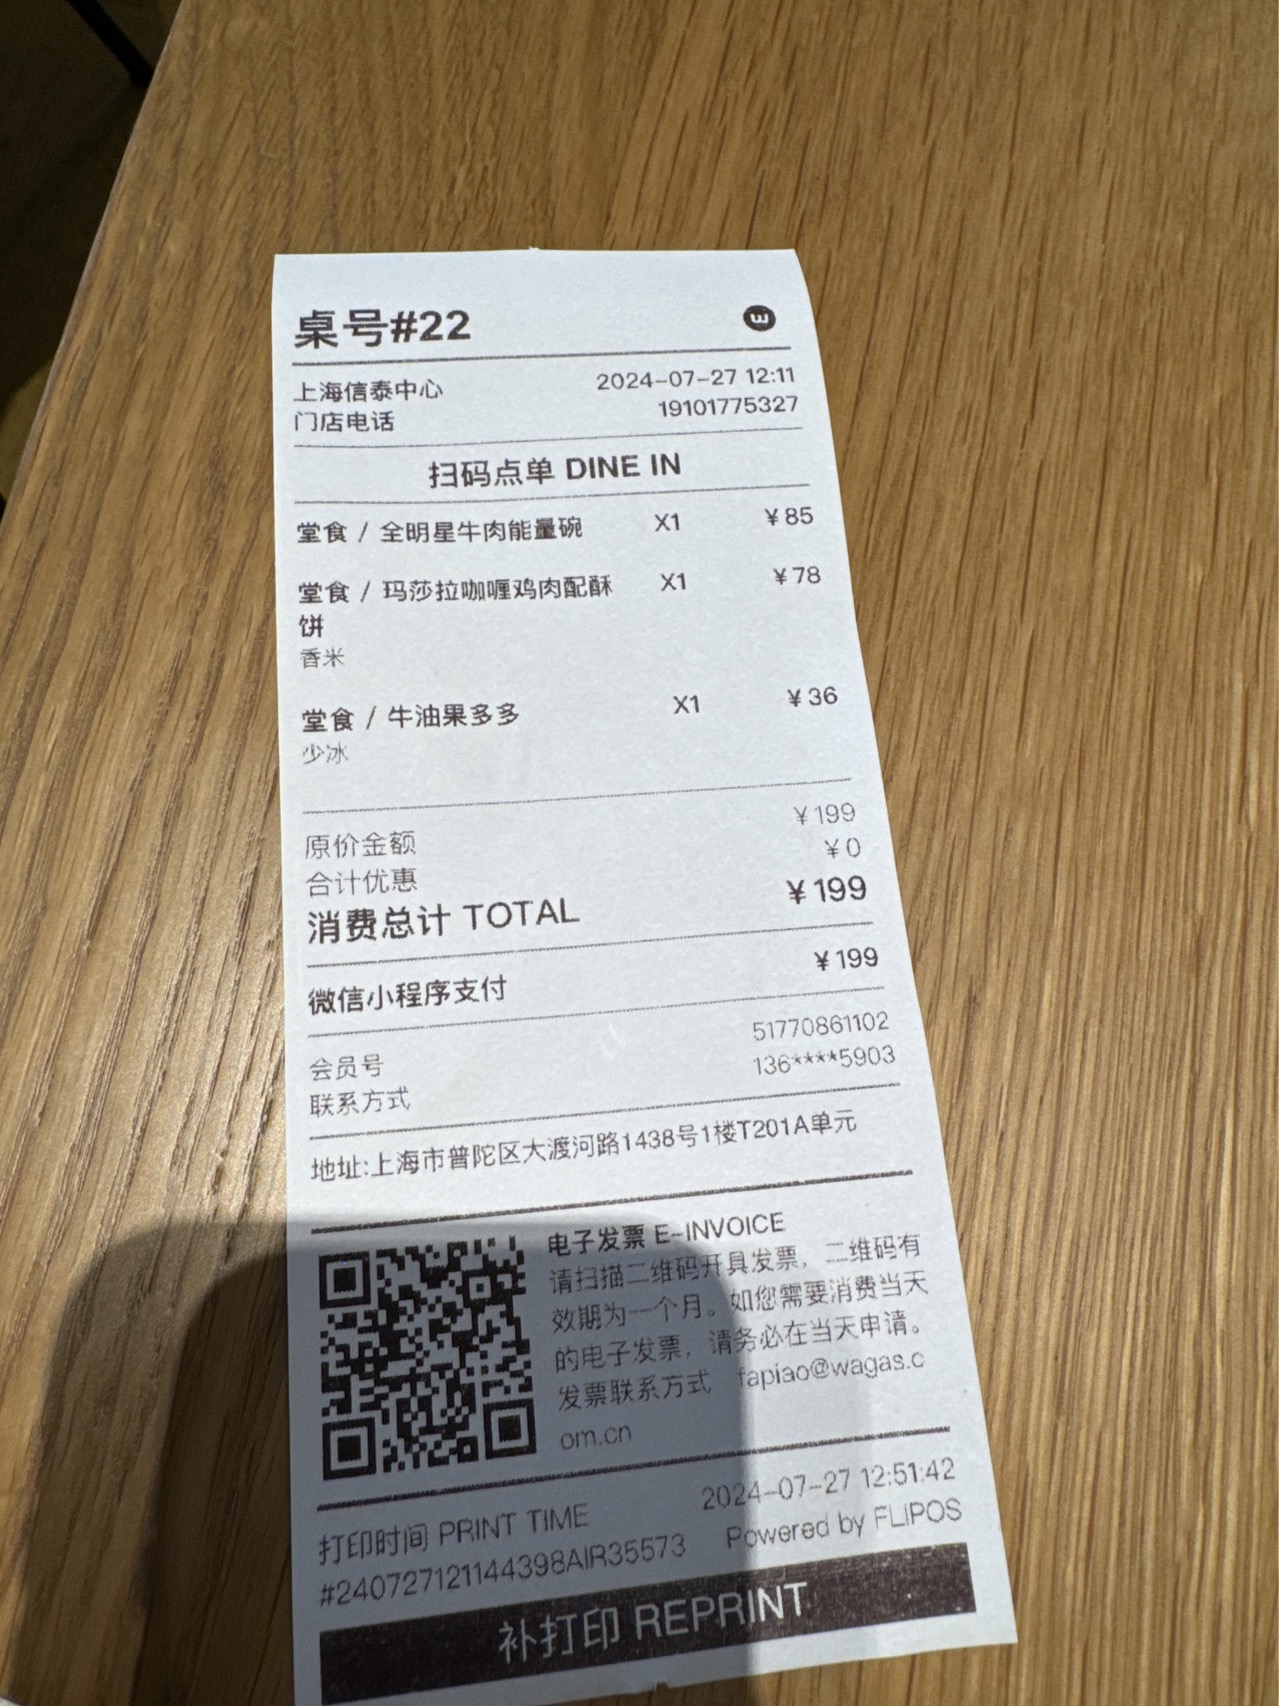 桌号#22
上海信泰中心 2024-07-27 12:11
门店电话 19101775327
扫码点单 DINE IN
堂食 / 全明星牛肉能量碗 X1 ¥85
堂食 / 玛莎拉咖喱鸡肉配酥 X1 ¥78
饼
香米
堂食 / 牛油果多多 X1 ¥36
少冰
原价金额 ¥199
合计优惠 ¥0
消费总计 TOTAL ¥199
微信小程序支付 ¥199
会员号 51770861102
联系方式 136****5903
地址:上海市普陀区大渡河路1438号1楼T201A单元
电子发票 E-INVOICE
请扫描二维码开具发票，二维码有
效期为一个月。如您需要消费当天
的电子发票，请务必在当天申请。
发票联系方式 fapiao@wagas.c
om.cn
打印时间 PRINT TIME 2024-07-27 12:51:42
#240727121144398AIR35573 Powered by FLIPOS
补打印 REPRINT